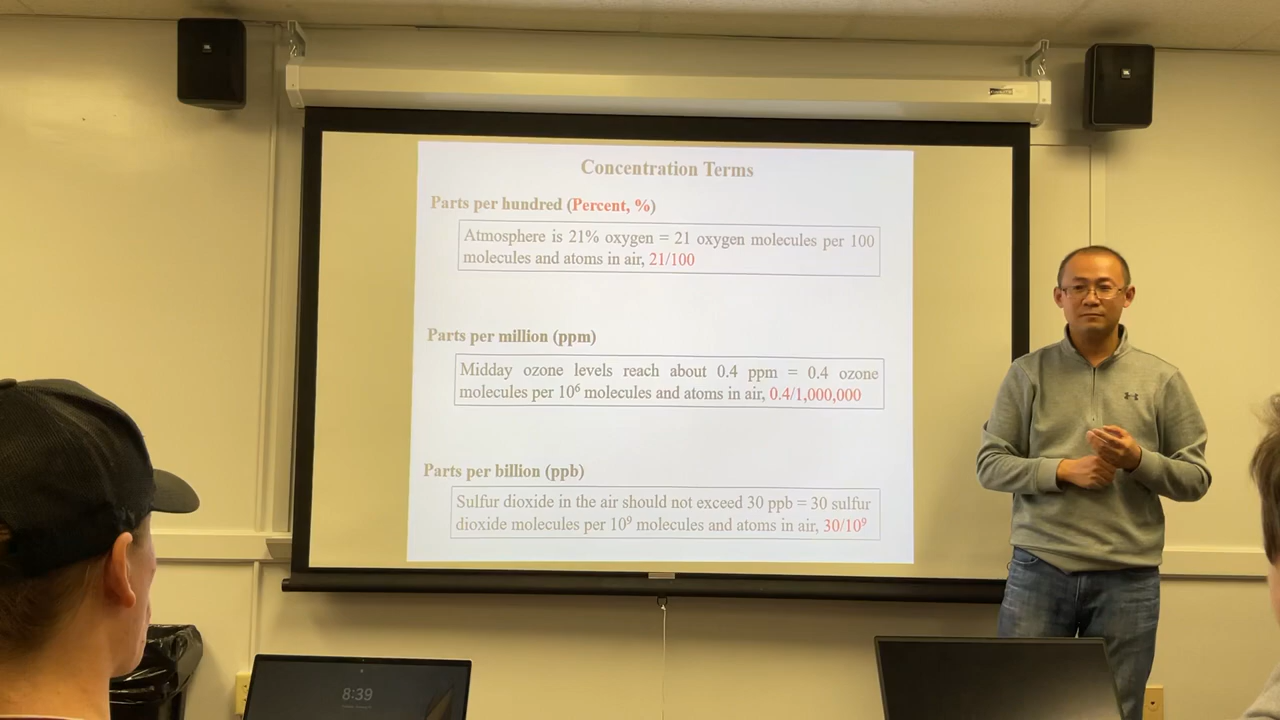 Concentration Terms
Parts per hundred (Percent, %)
Atmosphere is 21% oxygen = 21 oxygen molecules per 100
molecules and atoms in air, 21/100
Parts per million (ppm)
Midday ozone levels reach about 0.4 ppm = 0.4 ozone
molecules per 10⁶ molecules and atoms in air, 0.4/1,000,000
Parts per billion (ppb)
Sulfur dioxide in the air should not exceed 30 ppb = 30 sulfur
dioxide molecules per 10⁹ molecules and atoms in air, 30/10⁹
JBL
JBL
8:39